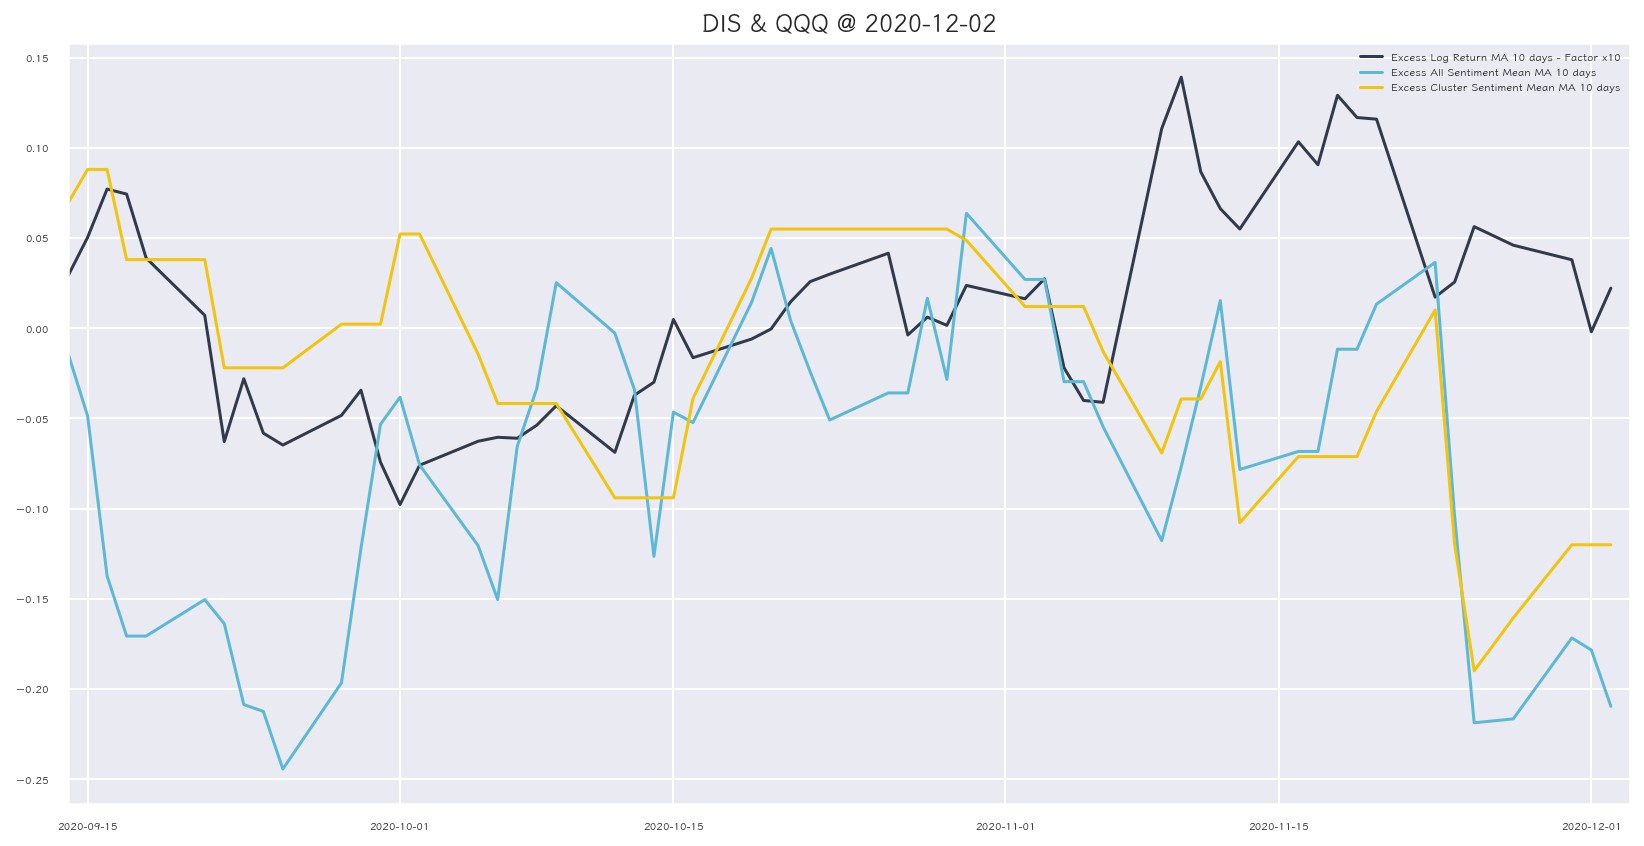 DIS & QQQ @ 2020-12-02
Excess Log Return MA 10 days - Factor x10
Excess All Sentiment Mean MA 10 days
Excess Cluster Sentiment Mean MA 10 days
0.15
0.10
0.05
0.00
−0.05
−0.10
−0.15
−0.20
−0.25
2020-09-15 2020-10-01 2020-10-15 2020-11-01 2020-11-15 2020-12-01